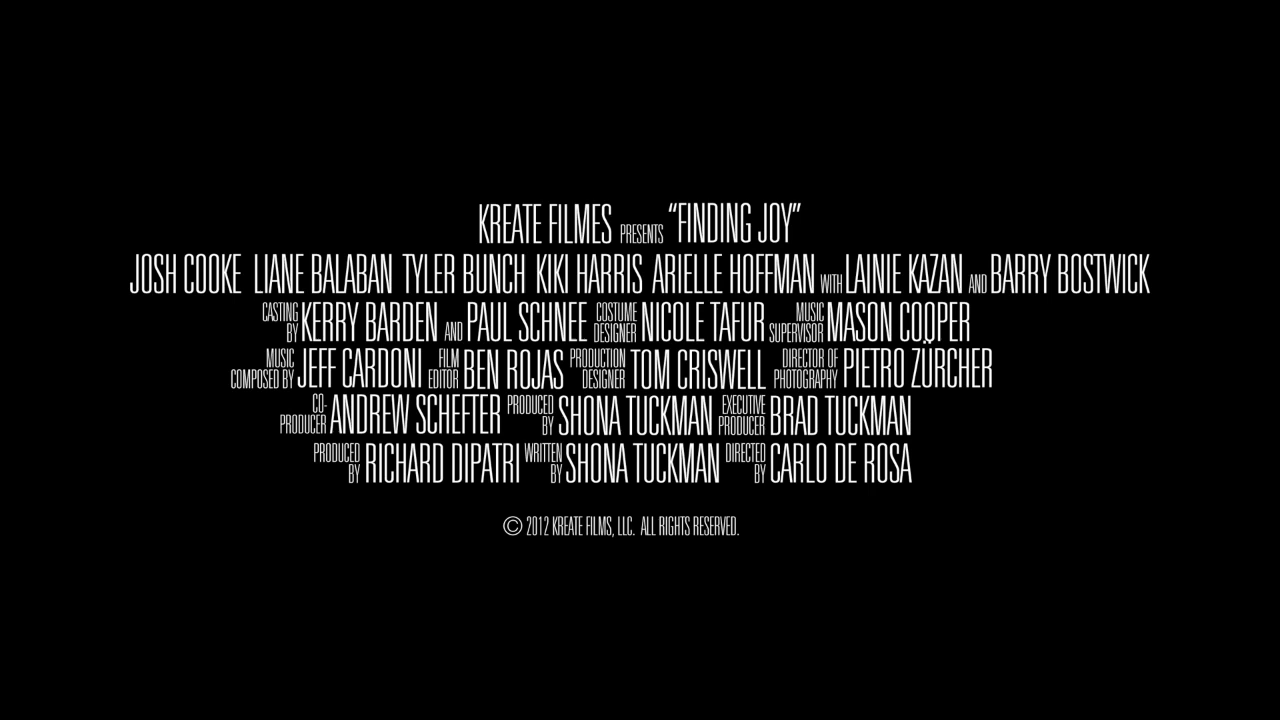 KREATE FILMES PRESENTS “FINDING JOY”
JOSH COOKE LIANE BALABAN TYLER BUNCH KIKI HARRIS ARIELLE HOFFMAN WITH LAINIE KAZAN AND BARRY BOSTWICK
CASTING BY KERRY BARDEN AND PAUL SCHNEE COSTUME DESIGNER NICOLE TAFUR MUSIC SUPERVISOR MASON COOPER
MUSIC COMPOSED BY JEFF CARDONI FILM EDITOR BEN ROJAS PRODUCTION DESIGNER TOM CRISWELL DIRECTOR OF PHOTOGRAPHY PIETRO ZÜRCHER
CO-PRODUCER ANDREW SCHEFTER PRODUCED BY SHONA TUCKMAN EXECUTIVE PRODUCER BRAD TUCKMAN
PRODUCED BY RICHARD DIPATRI WRITTEN BY SHONA TUCKMAN DIRECTED BY CARLO DE ROSA
© 2012 KREATE FILMS, LLC. ALL RIGHTS RESERVED.